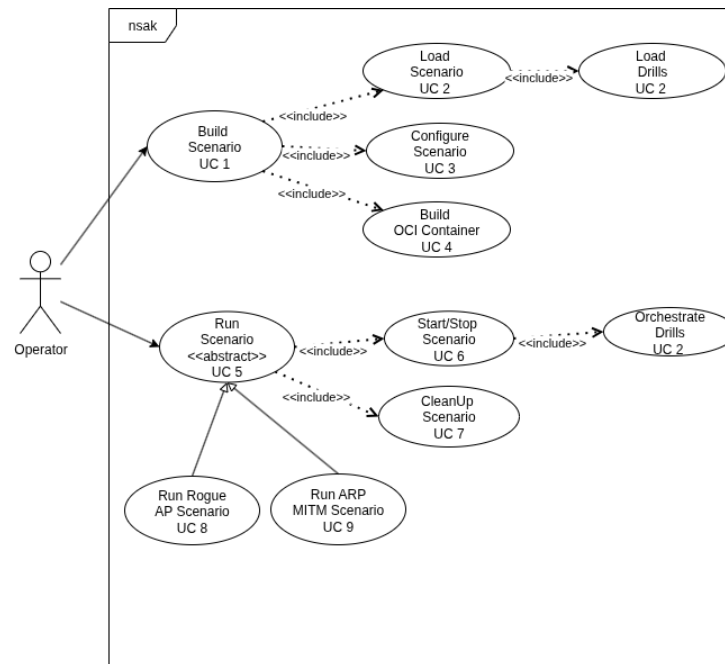 nsak
Load
Scenario
UC 2
<<include>>
Load
Drills
UC 2
<<include>>
Build
Scenario
UC 1
<<include>>
Configure
Scenario
UC 3
<<include>>
Build
OCI Container
UC 4
Operator
Run
Scenario
<<abstract>>
UC 5
<<include>>
Start/Stop
Scenario
UC 6
<<include>>
Orchestrate
Drills
UC 2
<<include>>
CleanUp
Scenario
UC 7
Run Rogue
AP Scenario
UC 8
Run ARP
MITM Scenario
UC 9